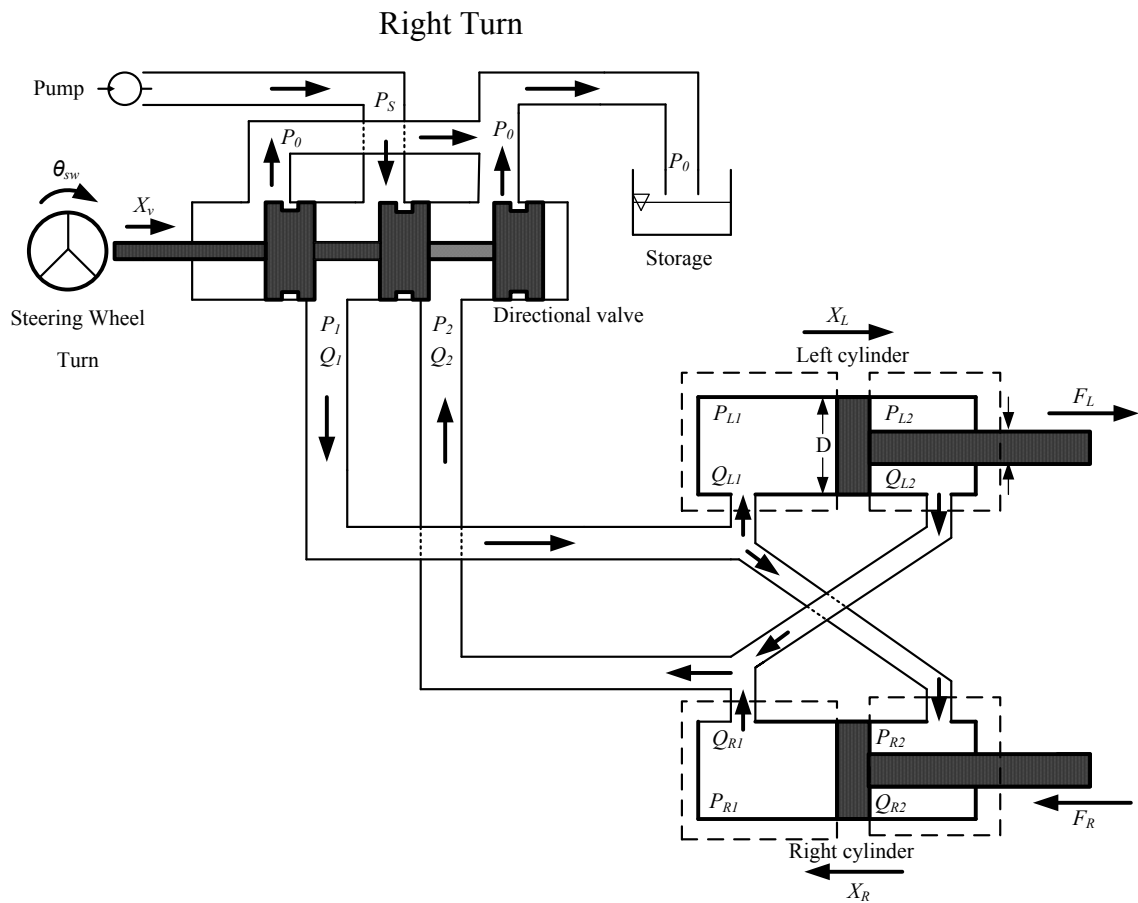 Right Turn
Pump
P_S
P_0
P_0
P_0
θ_sw
X_v
Storage
Steering Wheel
Turn
Directional valve
P_1
Q_1
P_2
Q_2
X_L
Left cylinder
F_L
P_L1
P_L2
D
Q_L1
Q_L2
Q_R1
P_R2
P_R1
Q_R2
F_R
Right cylinder
X_R